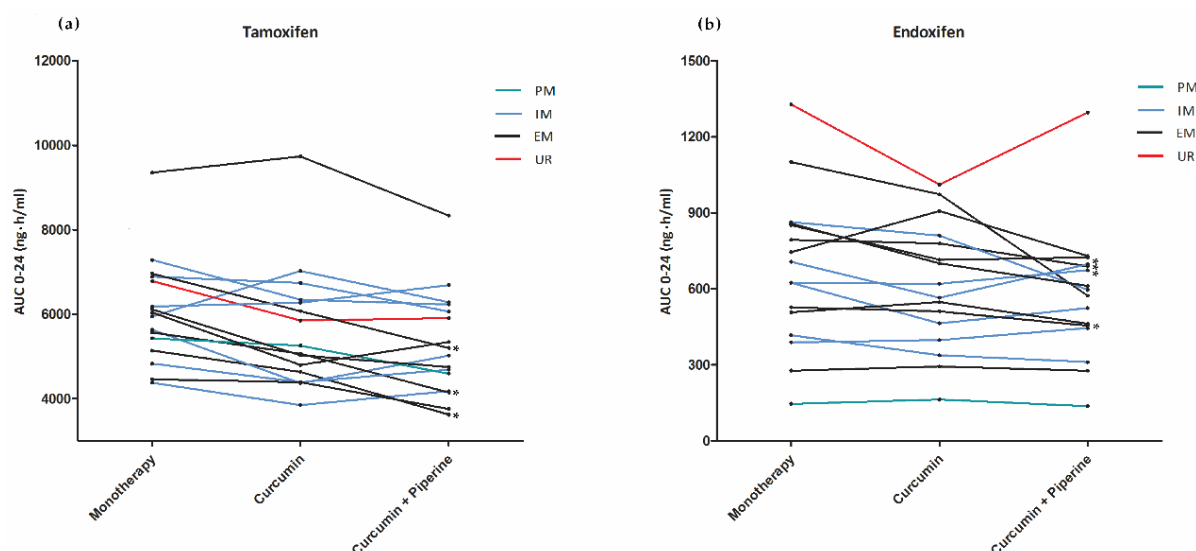 (a)
Tamoxifen
AUC 0-24 (ng·h/ml)
12000
10000
8000
6000
4000
PM
IM
EM
UR
*
*
*
Monotherapy
Curcumin
Curcumin + Piperine
(b)
Endoxifen
AUC 0-24 (ng·h/ml)
1500
1200
900
600
300
0
PM
IM
EM
UR
*
*
*
*
Monotherapy
Curcumin
Curcumin + Piperine